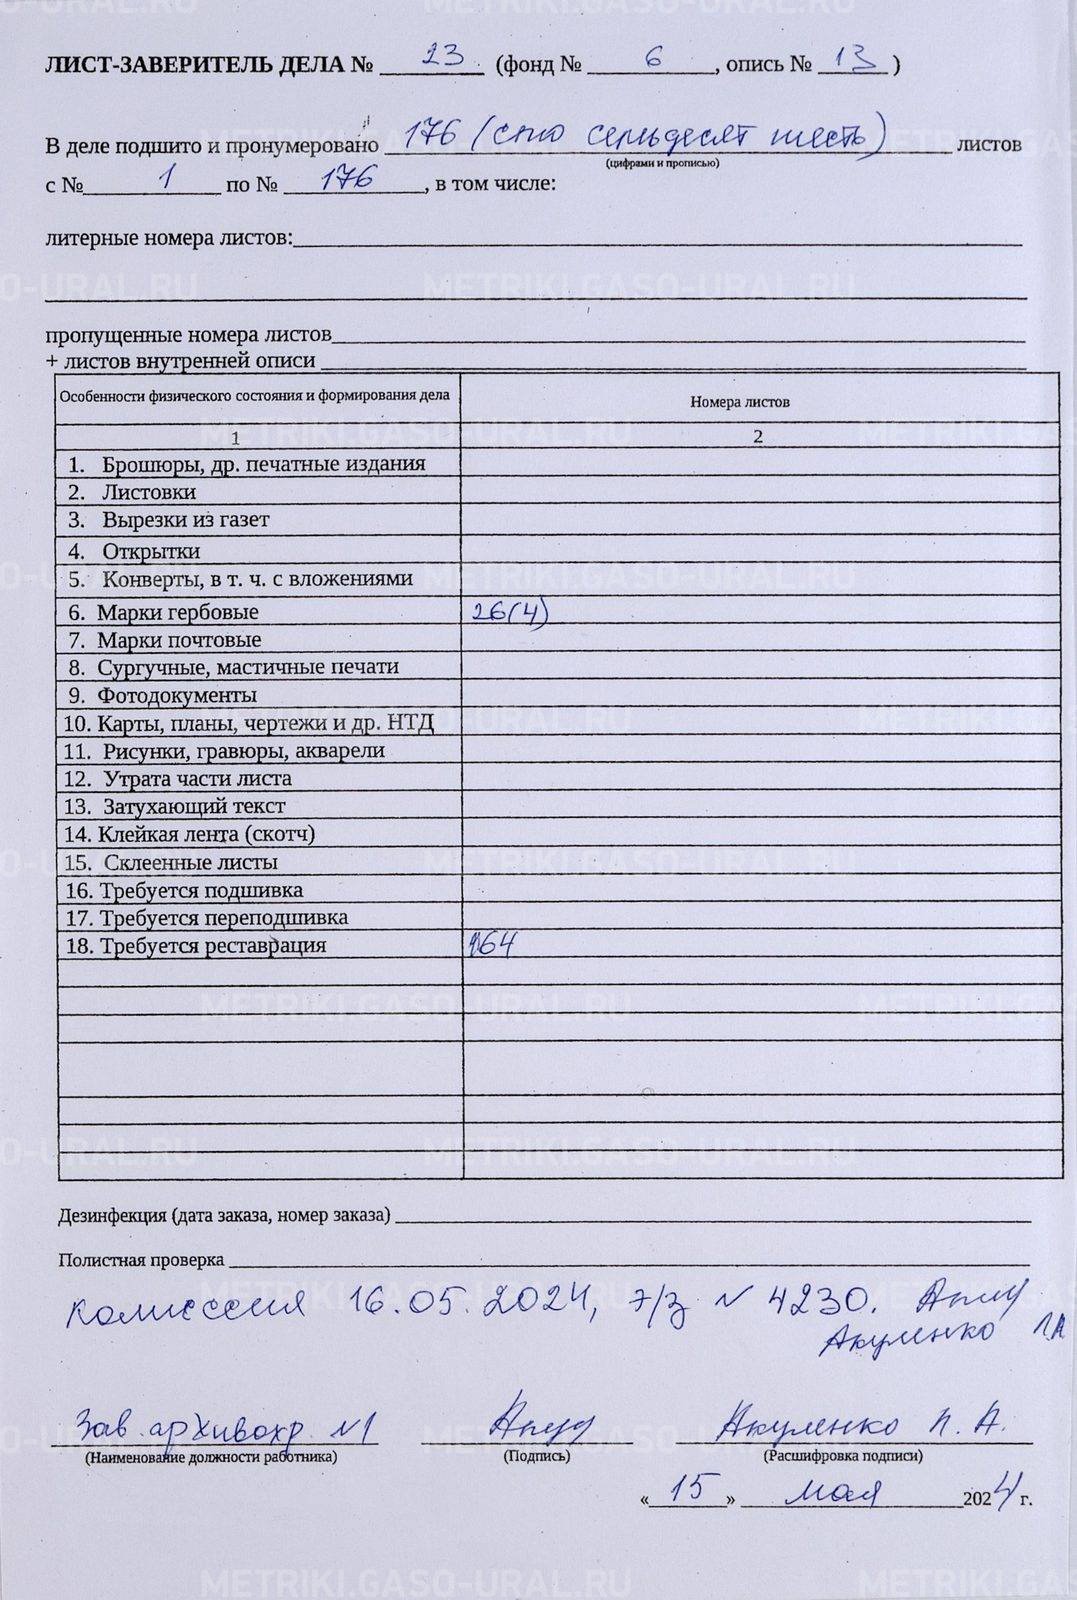 ЛИСТ-ЗАВЕРИТЕЛЬ ДЕЛА № 23 (фонд № 6, опись № 13)
В деле подшито и пронумеровано 176 (сто семьдесят шесть) листов
(цифрами и прописью)
с № 1 по № 176, в том числе:
литерные номера листов:
пропущенные номера листов
+ листов внутренней описи
Особенности физического состояния и формирования дела Номера листов
1 2
1. Брошюры, др. печатные издания
2. Листовки
3. Вырезки из газет
4. Открытки
5. Конверты, в т. ч. с вложениями
6. Марки гербовые 26(4)
7. Марки почтовые
8. Сургучные, мастичные печати
9. Фотодокументы
10. Карты, планы, чертежи и др. НТД
11. Рисунки, гравюры, акварели
12. Утрата части листа
13. Затухающий текст
14. Клейкая лента (скотч)
15. Склеенные листы
16. Требуется подшивка
17. Требуется переподшивка
18. Требуется реставрация 164
Дезинфекция (дата заказа, номер заказа)
Полистная проверка
комиссия 16.05.2024, э/з № 4230.
Акуленко
Зав. архивохр. №1 Акуленко Л. А.
(Наименование должности работника) (Подпись) (Расшифровка подписи)
«15» мая 2024 г.
METRIKI.GASO-URAL.RU